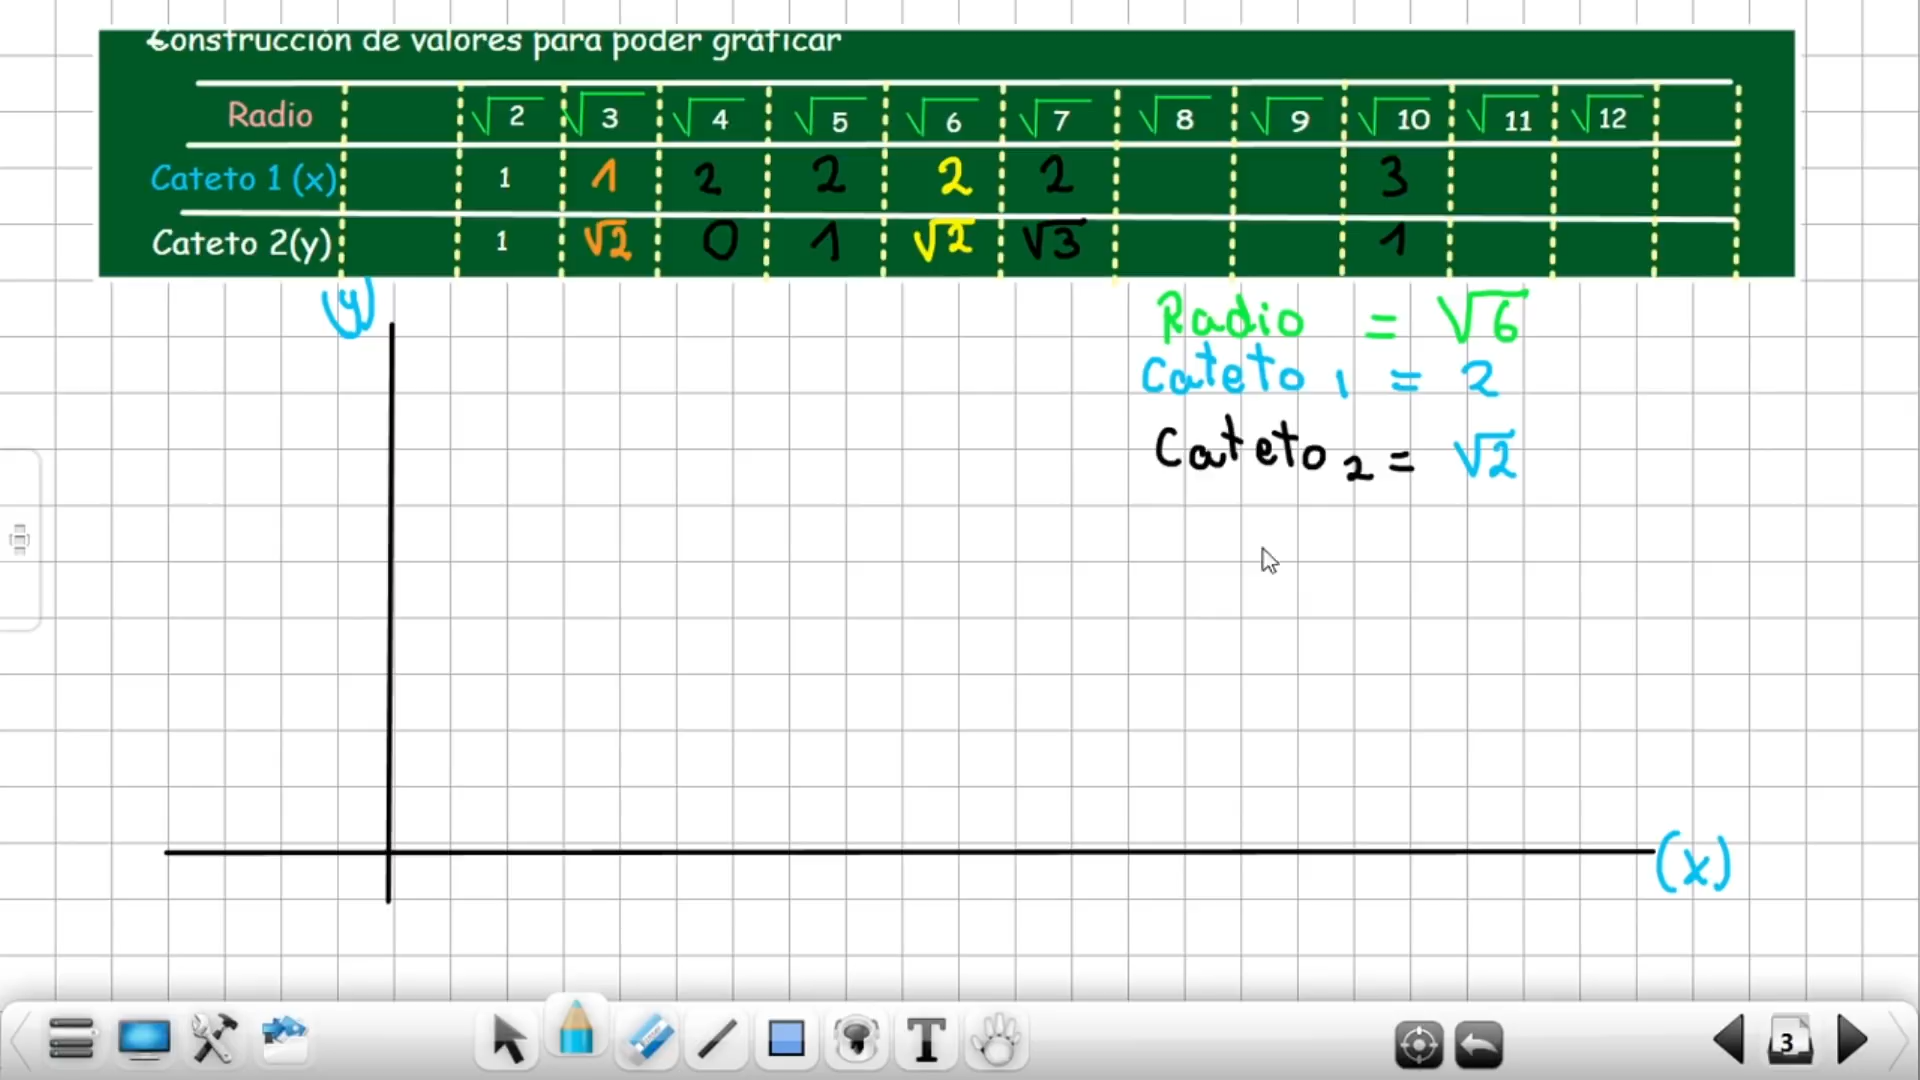 Construcción de valores para poder gráficar
Radio √2 √3 √4 √5 √6 √7 √8 √9 √10 √11 √12
Cateto 1 (x) 1 1 2 2 2 2 3
Cateto 2(y) 1 √2 0 1 √2 √3 1
(y)
Radio = √6
Cateto 1 = 2
Cateto 2 = √2
(x)
T
3